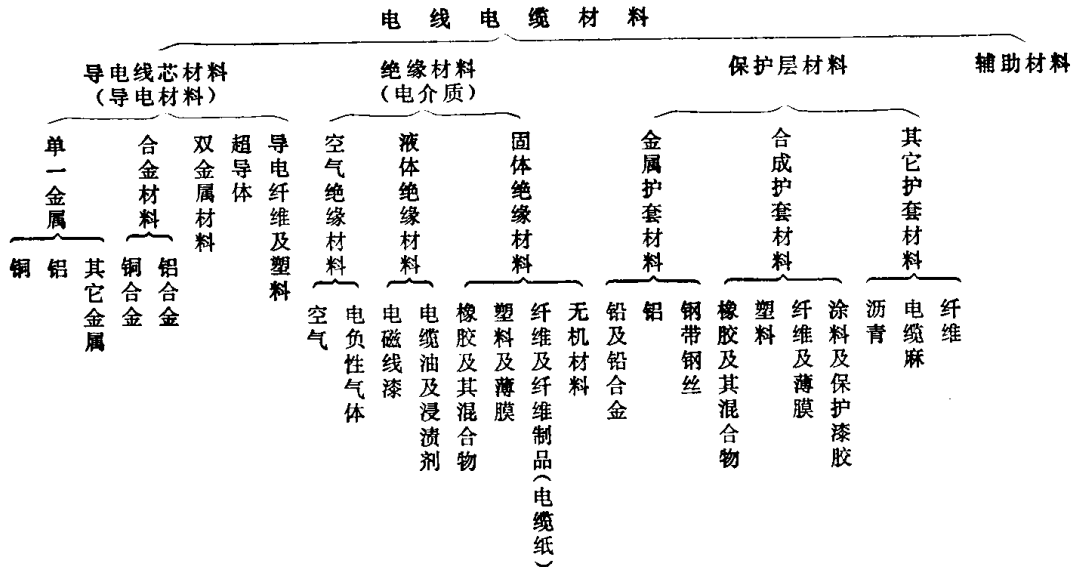 电线电缆材料
导电线芯材料
(导电材料)
绝缘材料
(电介质)
保护层材料
辅助材料
单一金属
合金材料
双金属材料
超导体
导电纤维及塑料
空气绝缘材料
液体绝缘材料
固体绝缘材料
金属护套材料
合成护套材料
其它护套材料
铜
铝
其它金属
铜合金
铝合金
空气
电负性气体
电磁线漆
电缆油及浸渍剂
橡胶及其混合物
塑料及薄膜
纤维及纤维制品(电缆纸)
无机材料
铅及铅合金
铝
钢带钢丝
橡胶及其混合物
塑料
纤维及薄膜
涂料及保护漆胶
沥青
电缆麻
纤维